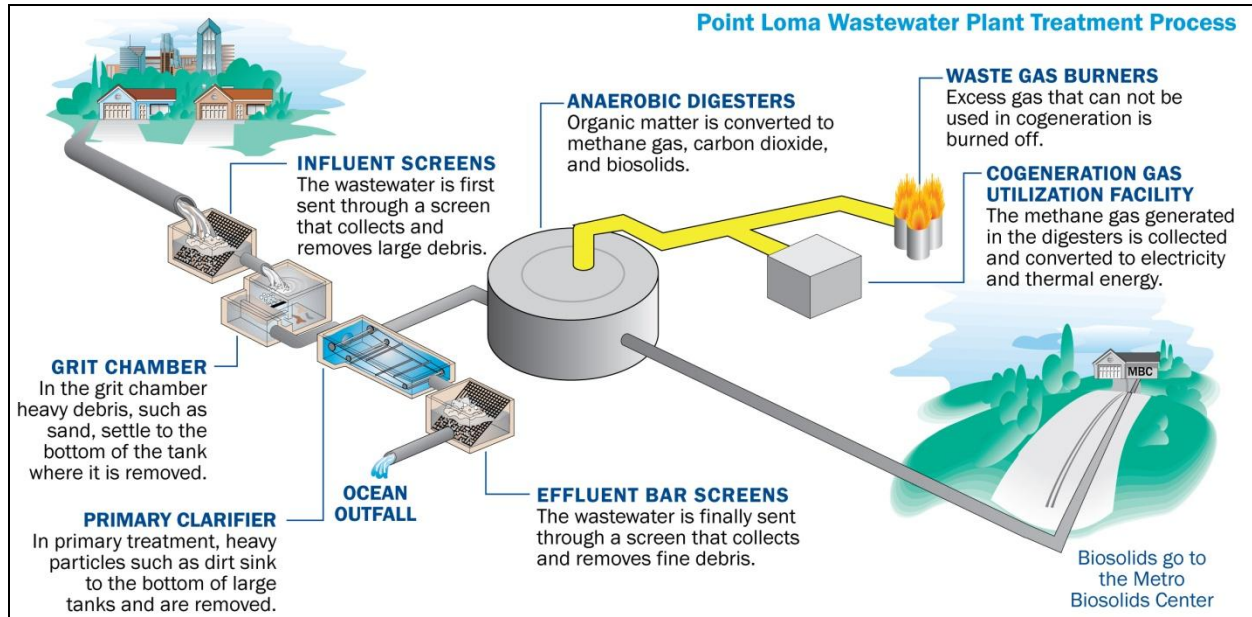 Point Loma Wastewater Plant Treatment Process
INFLUENT SCREENS
The wastewater is first
sent through a screen
that collects and
removes large debris.
GRIT CHAMBER
In the grit chamber
heavy debris, such as
sand, settle to the
bottom of the tank
where it is removed.
PRIMARY CLARIFIER
In primary treatment, heavy
particles such as dirt sink
to the bottom of large
tanks and are removed.
OCEAN
OUTFALL
EFFLUENT BAR SCREENS
The wastewater is finally sent
through a screen that collects
and removes fine debris.
ANAEROBIC DIGESTERS
Organic matter is converted to
methane gas, carbon dioxide,
and biosolids.
WASTE GAS BURNERS
Excess gas that can not be
used in cogeneration is
burned off.
COGENERATION GAS
UTILIZATION FACILITY
The methane gas generated
in the digesters is collected
and converted to electricity
and thermal energy.
MBC
Biosolids go to
the Metro
Biosolids Center